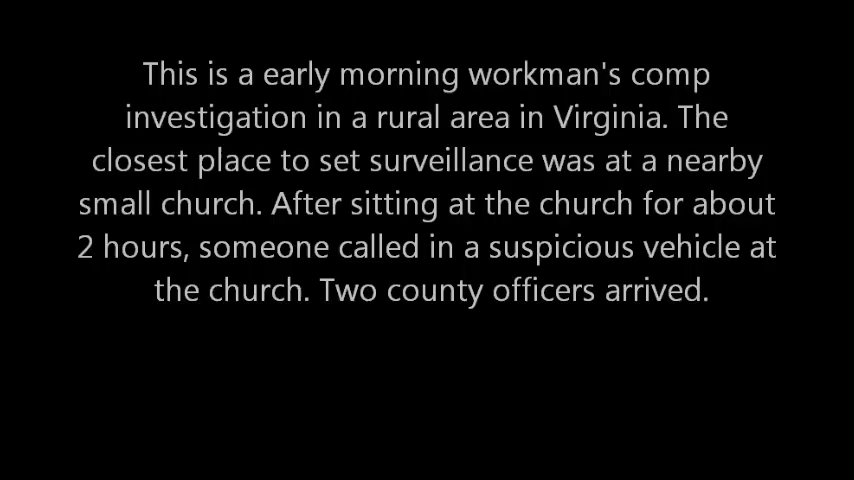 This is a early morning workman's comp
investigation in a rural area in Virginia. The
closest place to set surveillance was at a nearby
small church. After sitting at the church for about
2 hours, someone called in a suspicious vehicle at
the church. Two county officers arrived.